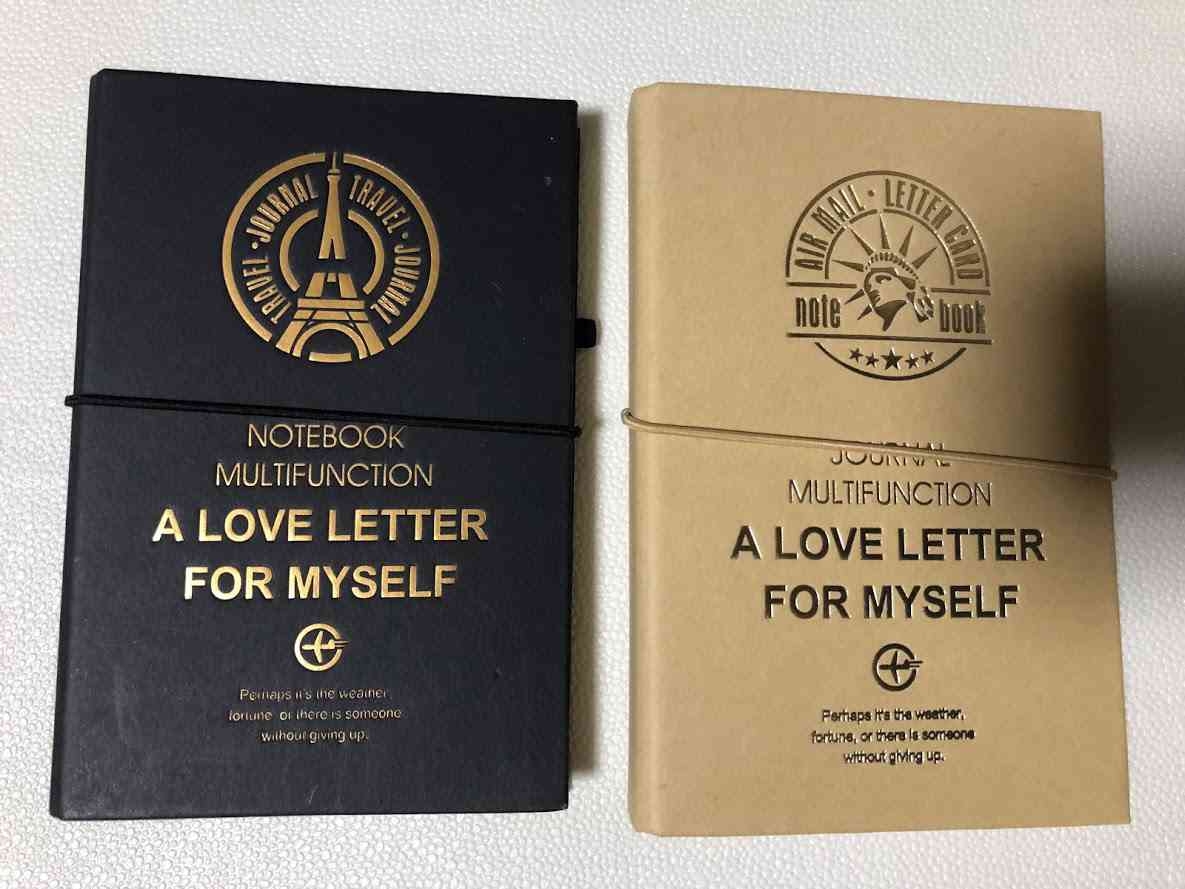 TRAVEL • JOURNAL TRAVEL • JOURNAL
NOTEBOOK
MULTIFUNCTION
A LOVE LETTER
FOR MYSELF
Perhaps it's the weather,
fortune, or there is someone
without giving up.
AIR MAIL • LETTER CARD
note book
JOURNAL
MULTIFUNCTION
A LOVE LETTER
FOR MYSELF
Perhaps it's the weather,
fortune, or there is someone
without giving up.